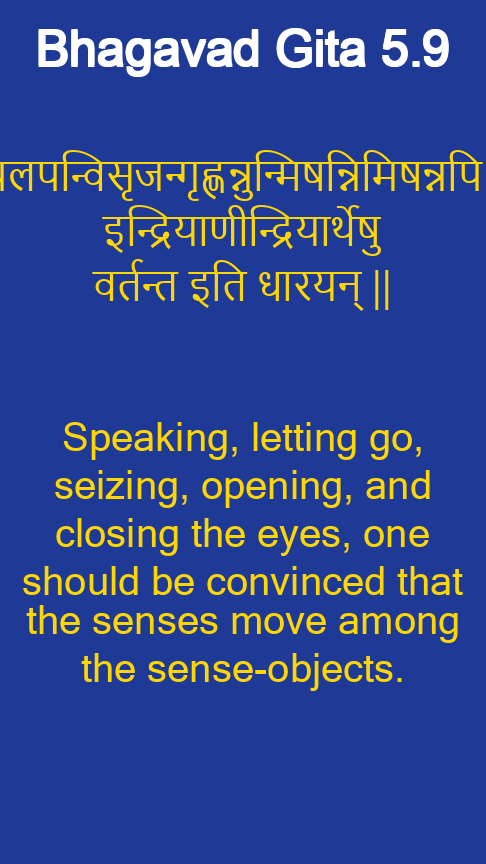 Bhagavad Gita 5.9
लपन्विसृजन्गृह्णन्नुन्मिषन्निमिषन्नपि
इन्द्रियाणीन्द्रियार्थेषु
वर्तन्त इति धारयन् ||
Speaking, letting go,
seizing, opening, and
closing the eyes, one
should be convinced that
the senses move among
the sense-objects.